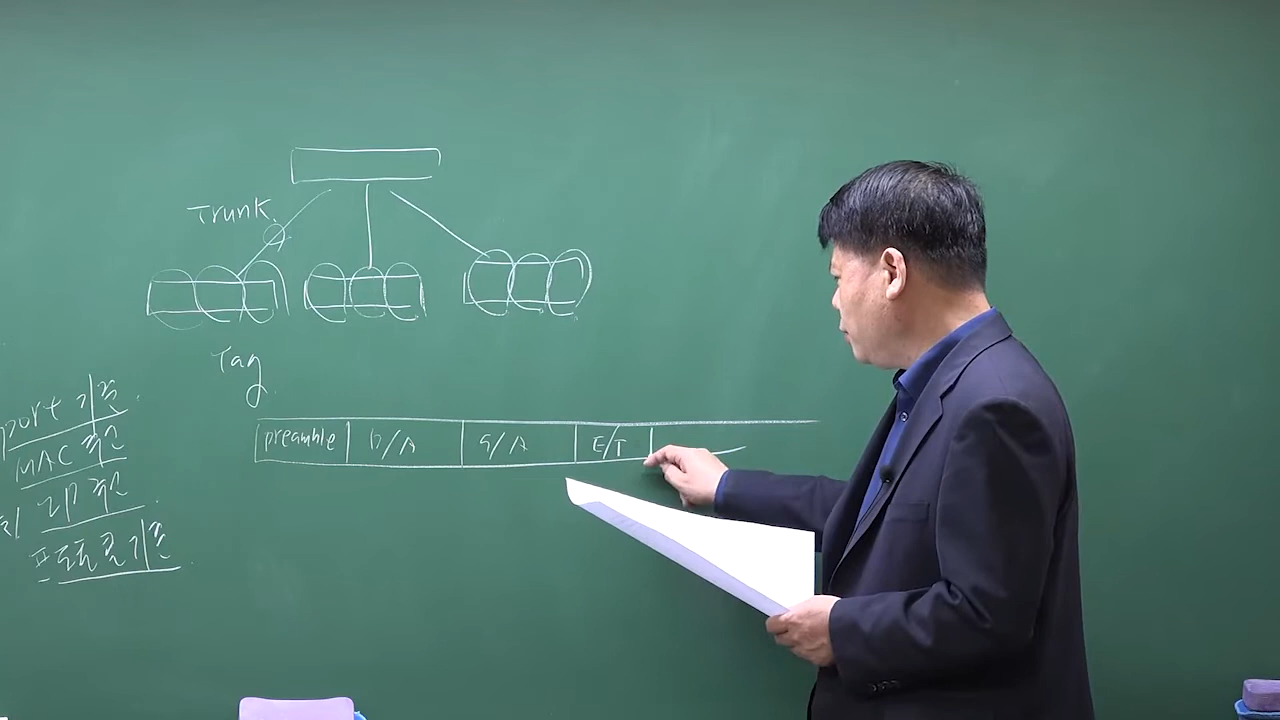 Trunk
Tag
preamble D/A S/A E/T
port 기준
MAC 주소
IP 주소
프로토콜 기준